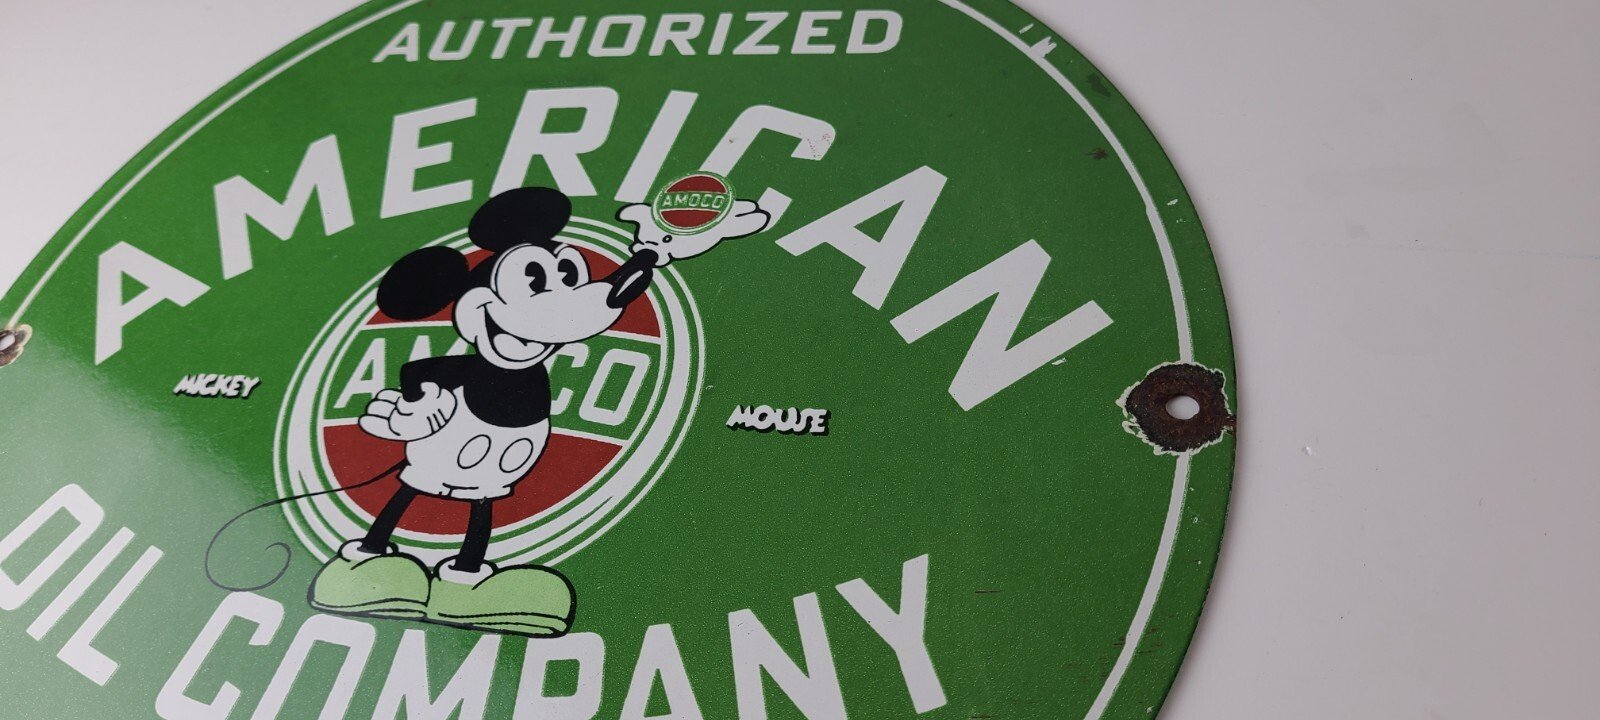 AUTHORIZED
AMERICAN
AMOCO
AMOCO
MICKEY
MOUSE
OIL COMPANY